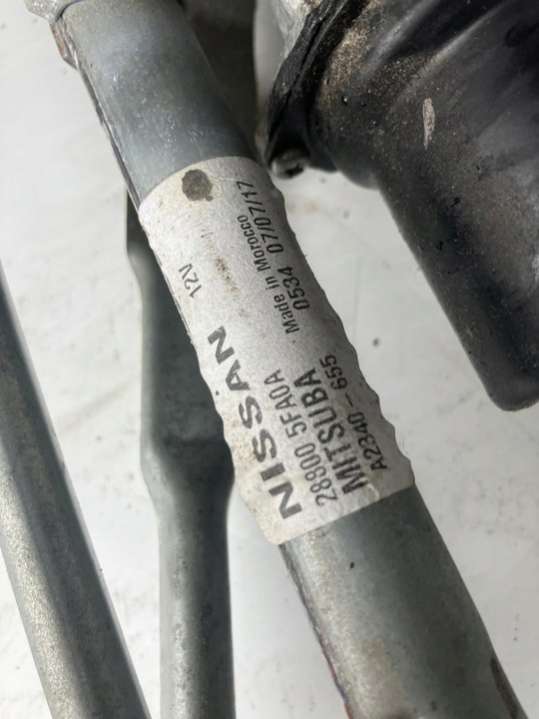 NISSAN 12V
28800 5FA0A
MITSUBA Made in Morocco
A2340-655 0534 07/07/17